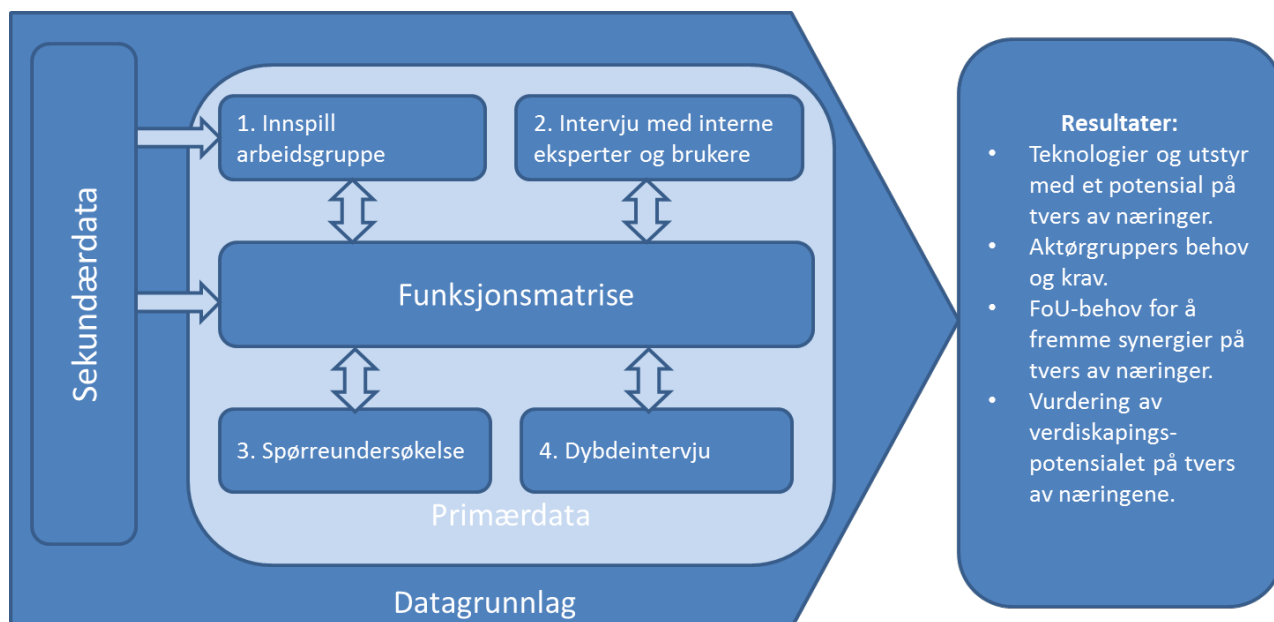 Sekundærdata
1. Innspill
arbeidsgruppe
2. Intervju med interne
eksperter og brukere
Funksjonsmatrise
3. Spørreundersøkelse
4. Dybdeintervju
Primærdata
Datagrunnlag
Resultater:
• Teknologier og utstyr
med et potensial på
tvers av næringer.
• Aktørgruppers behov
og krav.
• FoU-behov for å
fremme synergier på
tvers av næringer.
• Vurdering av
verdiskapings-
potensialet på tvers
av næringene.